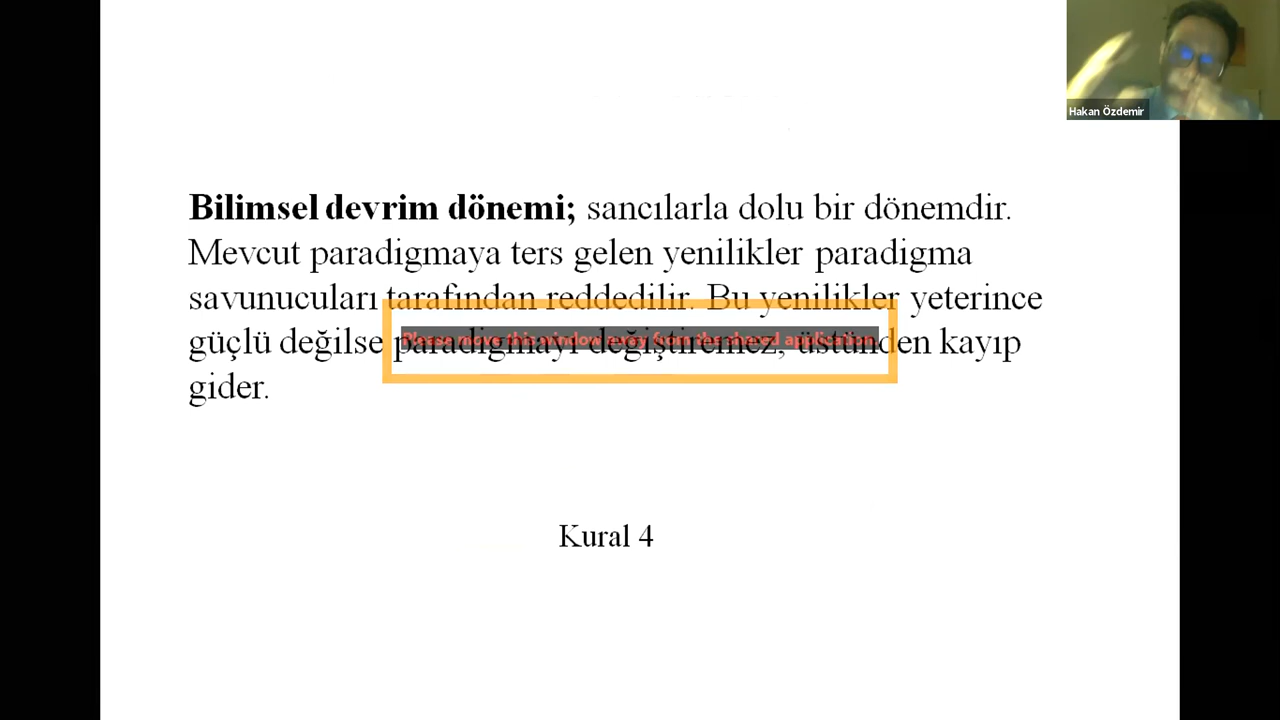 Hakan Özdemir
Bilimsel devrim dönemi; sancılarla dolu bir dönemdir.
Mevcut paradigmaya ters gelen yenilikler paradigma
savunucuları tarafından reddedilir. Bu yenilikler yeterince
güçlü değilse paradigmayı değiştiremez, üstünden kayıp
gider.
Please move this window away from the shared application.
Kural 4